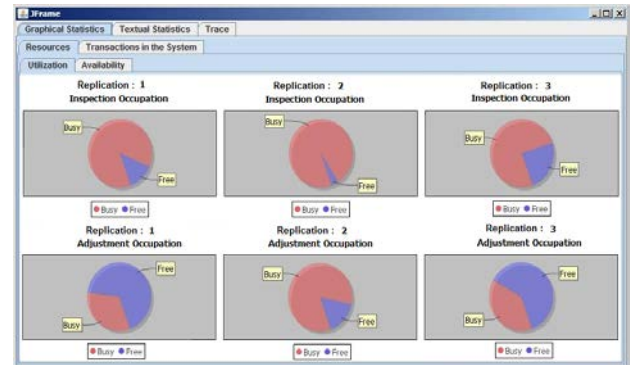 JFrame
Graphical Statistics Textual Statistics Trace
Resources Transactions in the System
Utilization Availability
Replication : 1 Replication : 2 Replication : 3
Inspection Occupation Inspection Occupation Inspection Occupation
Busy Busy Busy
Free Free Free
Busy Free Busy Free Busy Free
Replication : 1 Replication : 2 Replication : 3
Adjustment Occupation Adjustment Occupation Adjustment Occupation
Free Busy Free
Busy Free Busy
Busy Free Busy Free Busy Free